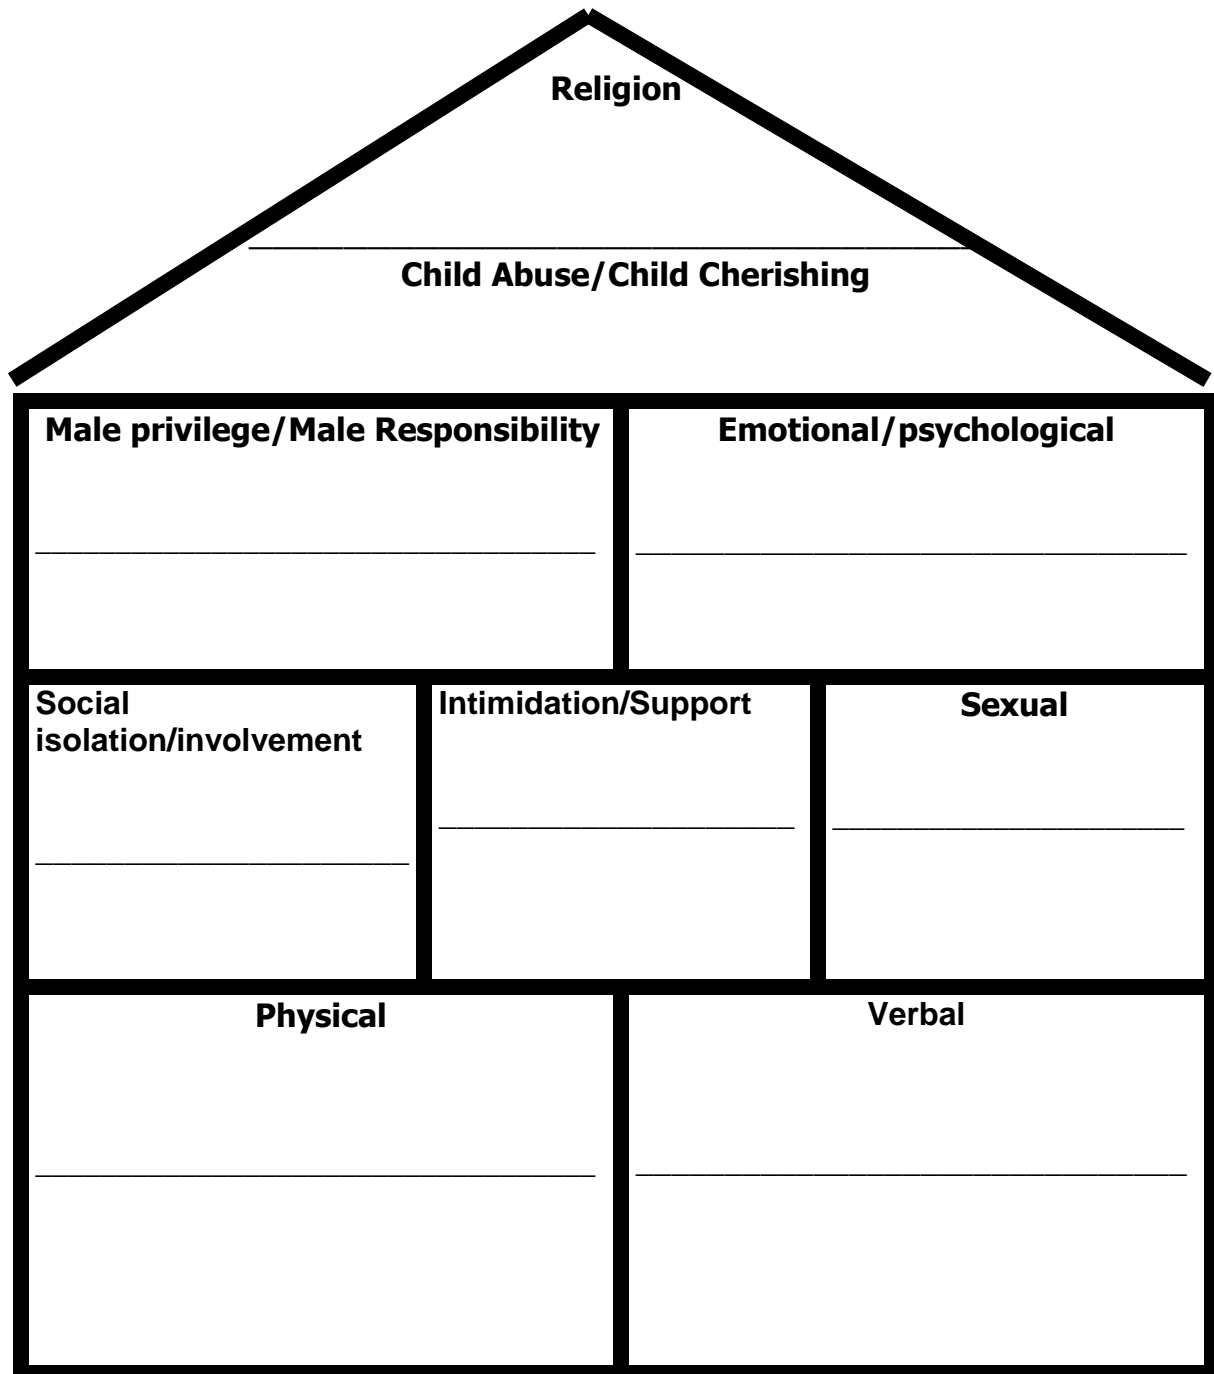 Religion
Child Abuse/Child Cherishing
Male privilege/Male Responsibility
Emotional/psychological
Social
isolation/involvement
Intimidation/Support
Sexual
Physical
Verbal